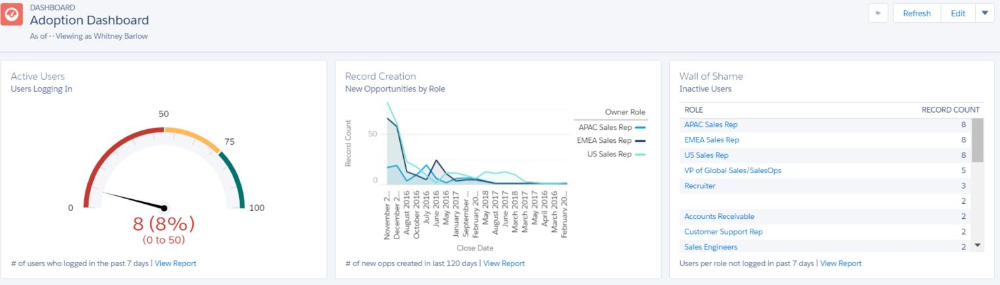 DASHBOARD
Adoption Dashboard
As of - - Viewing as Whitney Barlow
Refresh
Edit
Active Users
Users Logging In
50
75
0
100
8 (8%)
(0 to 50)
# of users who logged in the past 7 days | View Report
Record Creation
New Opportunities by Role
Record Count
50
0
Owner Role
APAC Sales Rep
EMEA Sales Rep
US Sales Rep
November 2...
December 2...
August 2016
October 2016
July 2016
June 2016
May 2016
January 2017
September ...
February 20...
May 2018
August 2017
June 2017
March 2018
March 2017
May 2017
April 2016
March 2016
February 20...
Close Date
# of new opps created in last 120 days | View Report
Wall of Shame
Inactive Users
ROLE RECORD COUNT
APAC Sales Rep 8
EMEA Sales Rep 8
US Sales Rep 8
VP of Global Sales/SalesOps 5
Recruiter 3
2
Accounts Receivable 2
Customer Support Rep 2
Sales Engineers 2
Users per role not logged in past 7 days | View Report